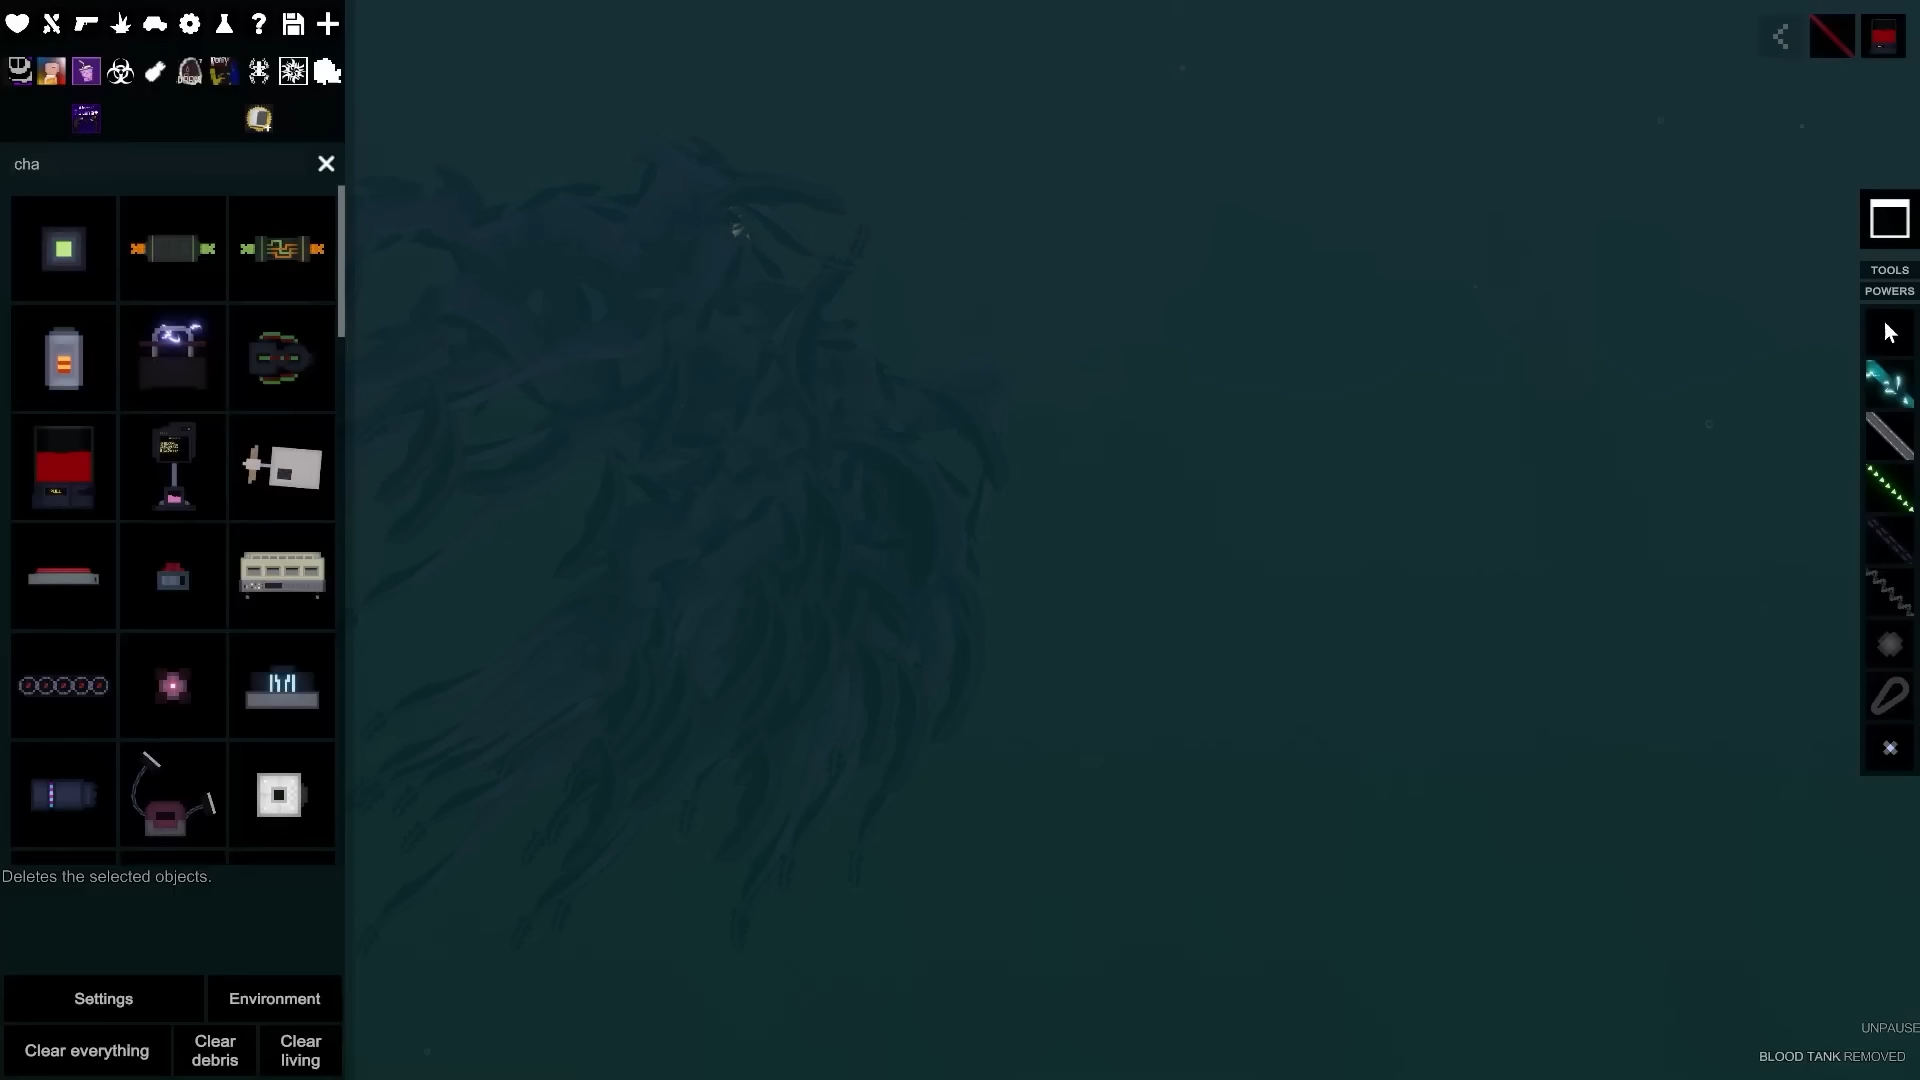 cha
TOOLS
POWERS
Deletes the selected objects.
Settings
Environment
Clear everything
Clear debris
Clear living
UNPAUSE
BLOOD TANK REMOVED